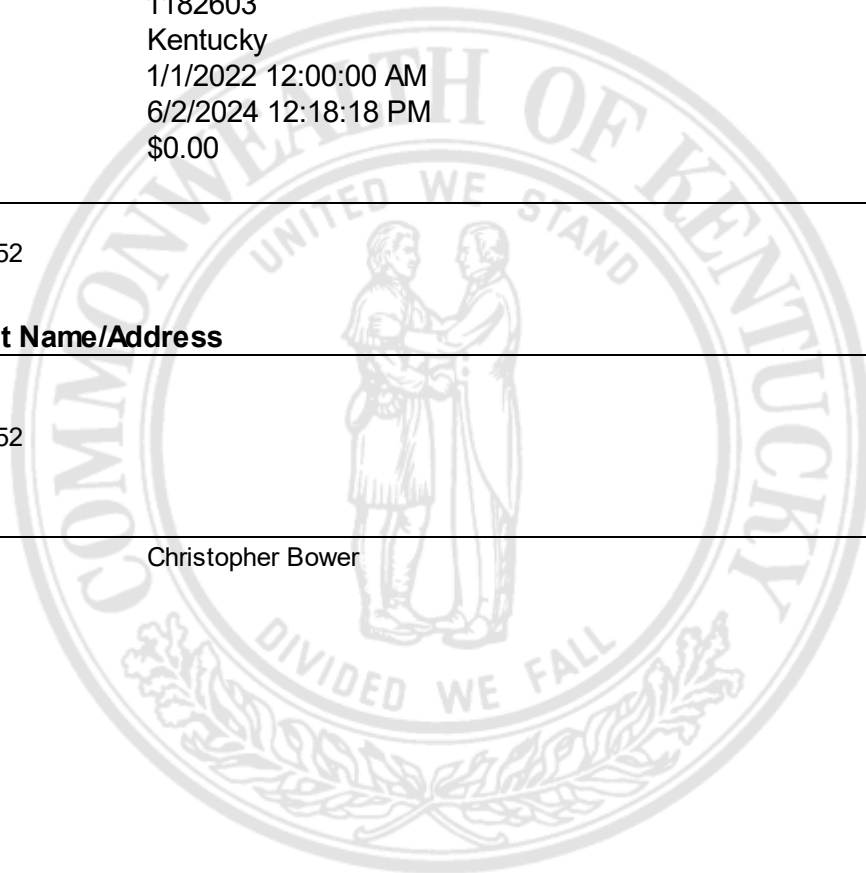 1182603
Kentucky
1/1/2022 12:00:00 AM
6/2/2024 12:18:18 PM
$0.00
52
t Name/Address
52
Christopher Bower
COMMONWEALTH OF KENTUCKY
UNITED WE STAND
DIVIDED WE FALL